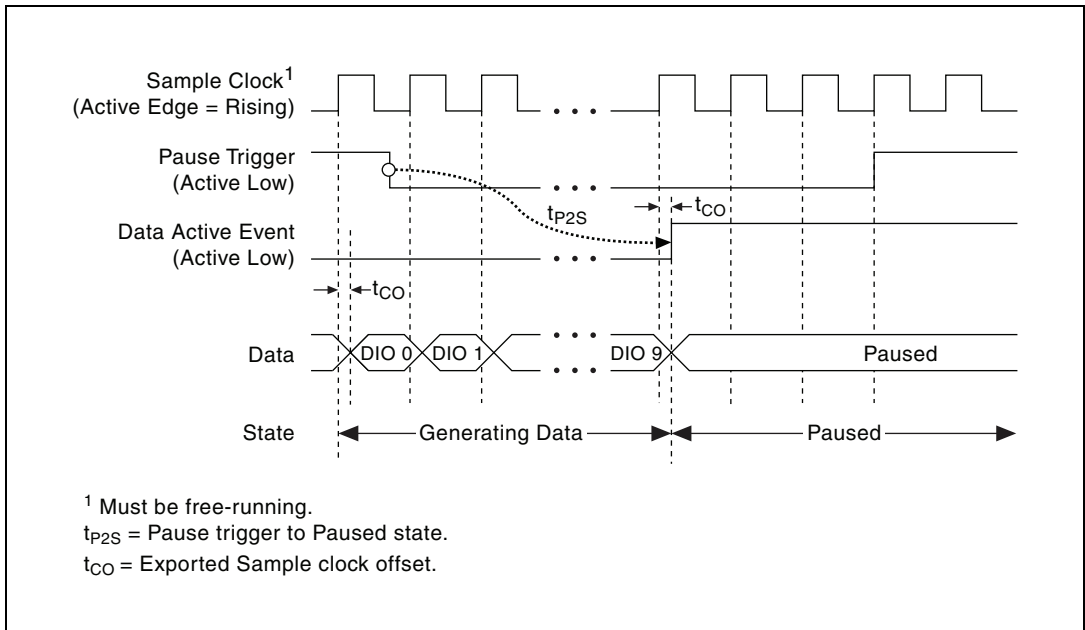 Sample Clock¹
(Active Edge = Rising)
Pause Trigger
(Active Low)
tP2S
tCO
Data Active Event
(Active Low)
tCO
Data
DIO 0
DIO 1
DIO 9
Paused
State
Generating Data
Paused
¹ Must be free-running.
tP2S = Pause trigger to Paused state.
tCO = Exported Sample clock offset.